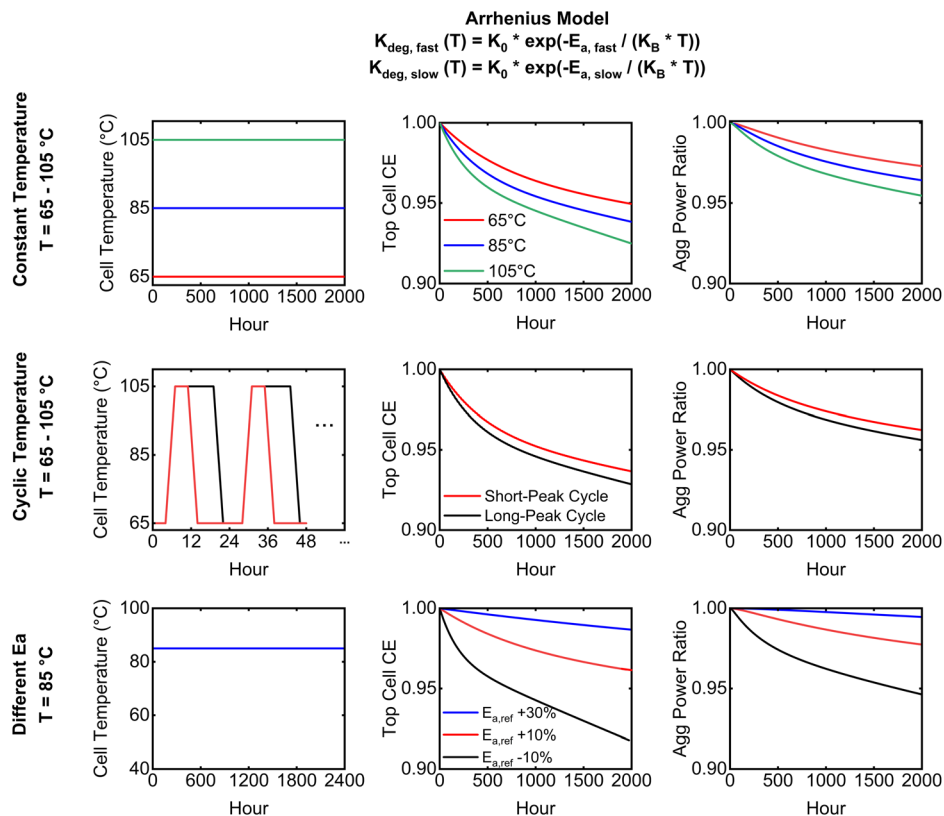 Arrhenius Model
K deg, fast (T) = K0 * exp(-Ea, fast / (KB * T))
K deg, slow (T) = K0 * exp(-Ea, slow / (KB * T))
Constant Temperature
T = 65 - 105 °C
Cell Temperature (°C)
105
85
65
0 500 1000 1500 2000
Hour
Top Cell CE
1.00
0.95
0.90
65°C
85°C
105°C
0 500 1000 1500 2000
Hour
Agg Power Ratio
1.00
0.95
0.90
0 500 1000 1500 2000
Hour
Cyclic Temperature
T = 65 - 105 °C
Cell Temperature (°C)
105
85
65
...
0 12 24 36 48 ...
Hour
Top Cell CE
1.00
0.95
0.90
Short-Peak Cycle
Long-Peak Cycle
0 500 1000 1500 2000
Hour
Agg Power Ratio
1.00
0.95
0.90
0 500 1000 1500 2000
Hour
Different Ea
T = 85 °C
Cell Temperature (°C)
100
80
60
40
0 600 1200 1800 2400
Hour
Top Cell CE
1.00
0.95
0.90
Ea,ref +30%
Ea,ref +10%
Ea,ref -10%
0 500 1000 1500 2000
Hour
Agg Power Ratio
1.00
0.95
0.90
0 500 1000 1500 2000
Hour